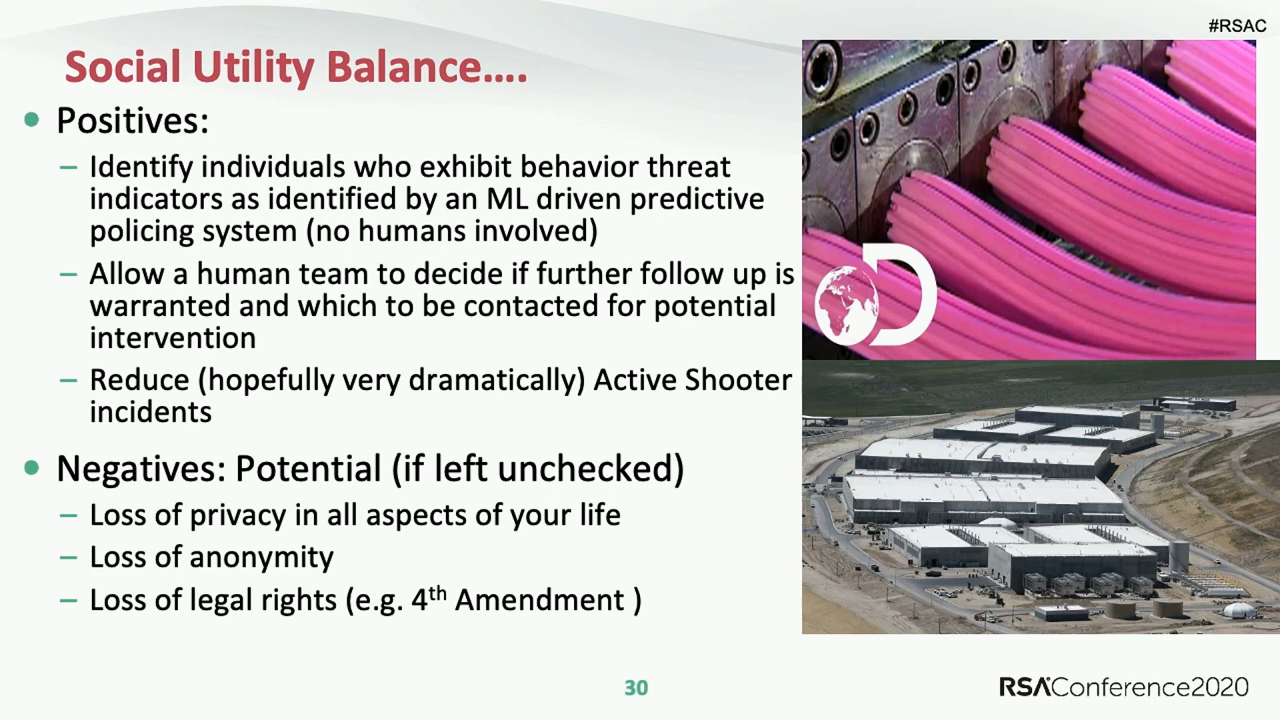 #RSAC
Social Utility Balance....
• Positives:
– Identify individuals who exhibit behavior threat
indicators as identified by an ML driven predictive
policing system (no humans involved)
– Allow a human team to decide if further follow up is
warranted and which to be contacted for potential
intervention
– Reduce (hopefully very dramatically) Active Shooter
incidents
• Negatives: Potential (if left unchecked)
– Loss of privacy in all aspects of your life
– Loss of anonymity
– Loss of legal rights (e.g. 4th Amendment )
D
30
RSAConference2020